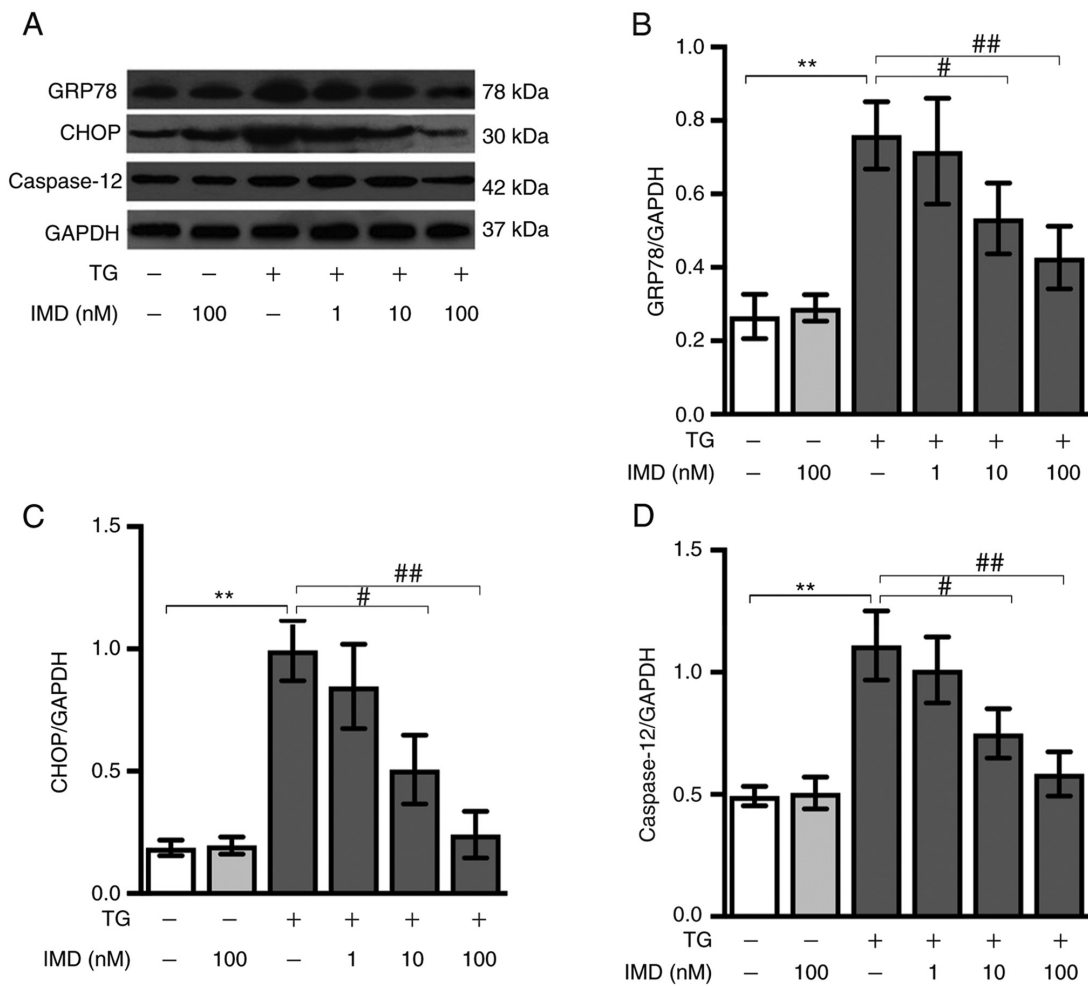 A
GRP78 78 kDa
CHOP 30 kDa
Caspase-12 42 kDa
GAPDH 37 kDa
TG – – + + + +
IMD (nM) – 100 – 1 10 100
B
GRP78/GAPDH
1.0
0.8
0.6
0.4
0.2
0.0
** # ##
TG – – + + + +
IMD (nM) – 100 – 1 10 100
C
CHOP/GAPDH
1.5
1.0
0.5
0.0
** # ##
TG – – + + + +
IMD (nM) – 100 – 1 10 100
D
Caspase-12/GAPDH
1.5
1.0
0.5
0.0
** # ##
TG – – + + + +
IMD (nM) – 100 – 1 10 100